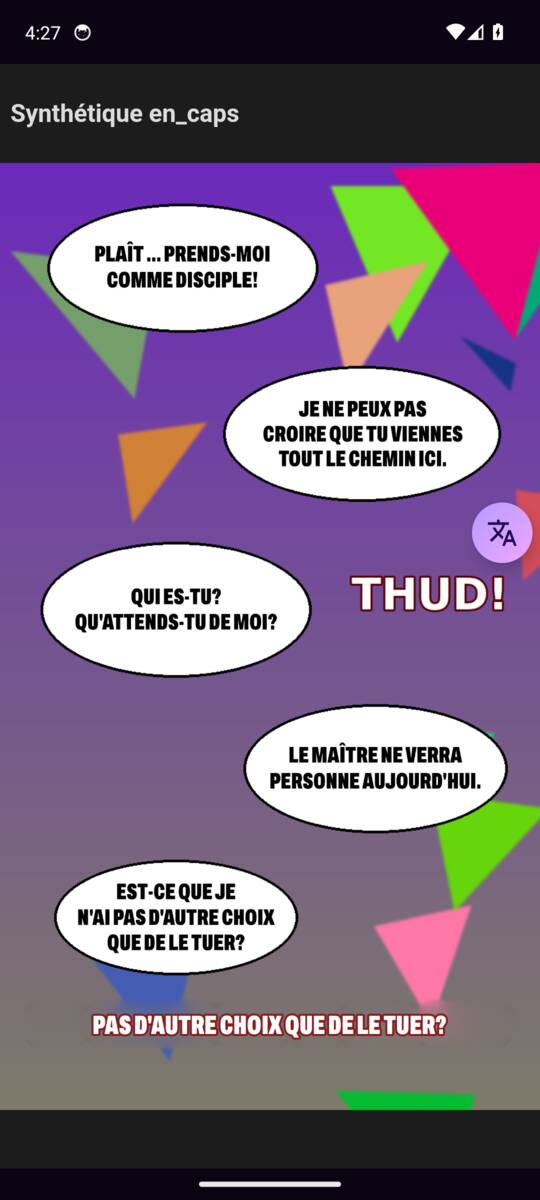 4:27
Synthétique en_caps
PLAÎT ... PRENDS-MOI
COMME DISCIPLE!
JE NE PEUX PAS
CROIRE QUE TU VIENNES
TOUT LE CHEMIN ICI.
THUD!
QUI ES-TU?
QU'ATTENDS-TU DE MOI?
LE MAÎTRE NE VERRA
PERSONNE AUJOURD'HUI.
EST-CE QUE JE
N'AI PAS D'AUTRE CHOIX
QUE DE LE TUER?
PAS D'AUTRE CHOIX QUE DE LE TUER?